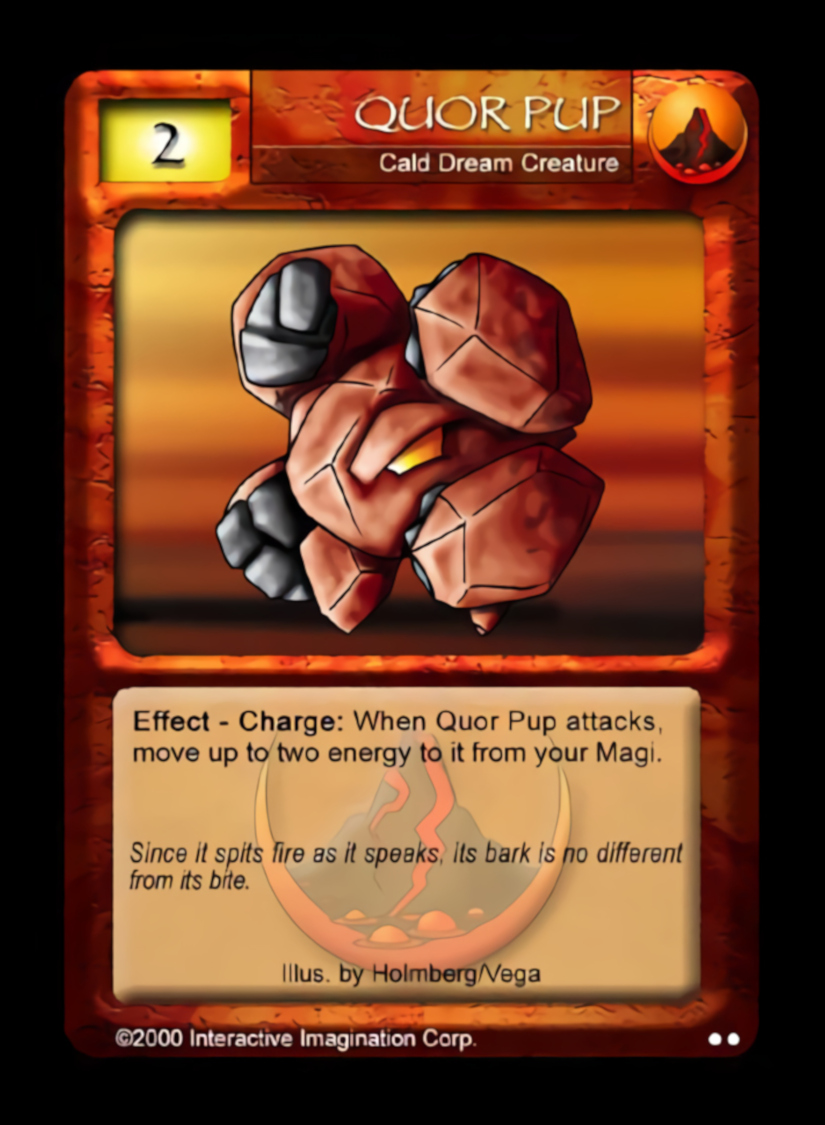 2
QUOR PUP
Cald Dream Creature
Effect - Charge: When Quor Pup attacks,
move up to two energy to it from your Magi.
Since it spits fire as it speaks, its bark is no different
from its bite.
Illus. by Holmberg/Vega
©2000 Interactive Imagination Corp.